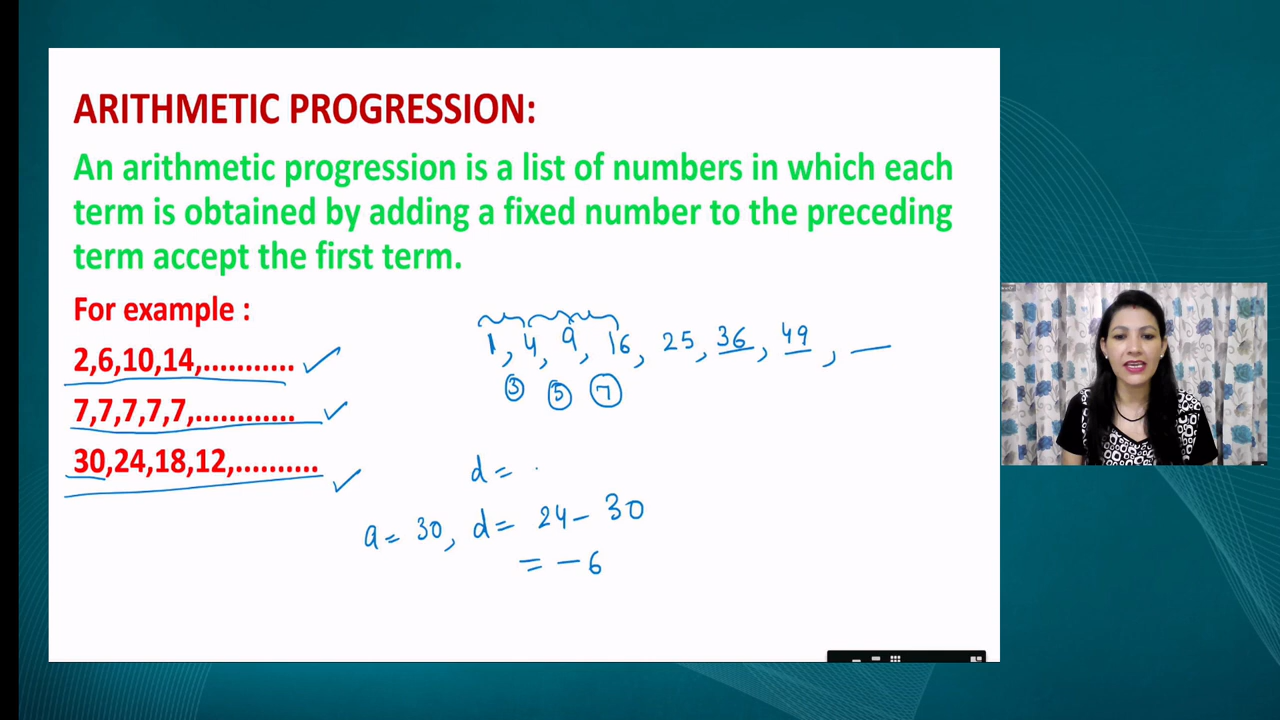 ARITHMETIC PROGRESSION:
An arithmetic progression is a list of numbers in which each
term is obtained by adding a fixed number to the preceding
term accept the first term.
For example :
1, 4, 9, 16, 25, 36, 49, __
2,6,10,14,...........
3 5 7
7,7,7,7,7,............
30,24,18,12,..........
d = .
a = 30, d = 24 - 30
= -6